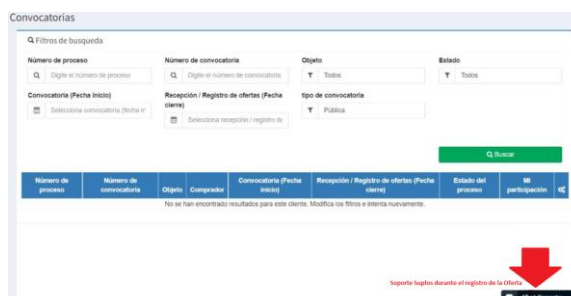 Convocatorias
Filtros de busqueda
Número de proceso
Número de convocatoria
Objeto
Estado
Digite el número de proceso
Digite el número de convocatoria
Todos
Todos
Convocatoria (Fecha inicio)
Recepción / Registro de ofertas (Fecha cierre)
tipo de convocatoria
Selecciona convocatoria (fecha in
Selecciona recepción / registro de
Pública
Buscar
Número de proceso
Número de convocatoria
Objeto
Comprador
Convocatoria (Fecha inicio)
Recepción / Registro de ofertas (Fecha cierre)
Estado del proceso
Mi participación
No se han encontrado resultados para este cliente. Modifica los filtros e intenta nuevamente.
Soporte Suplos durante el registro de la Oferta